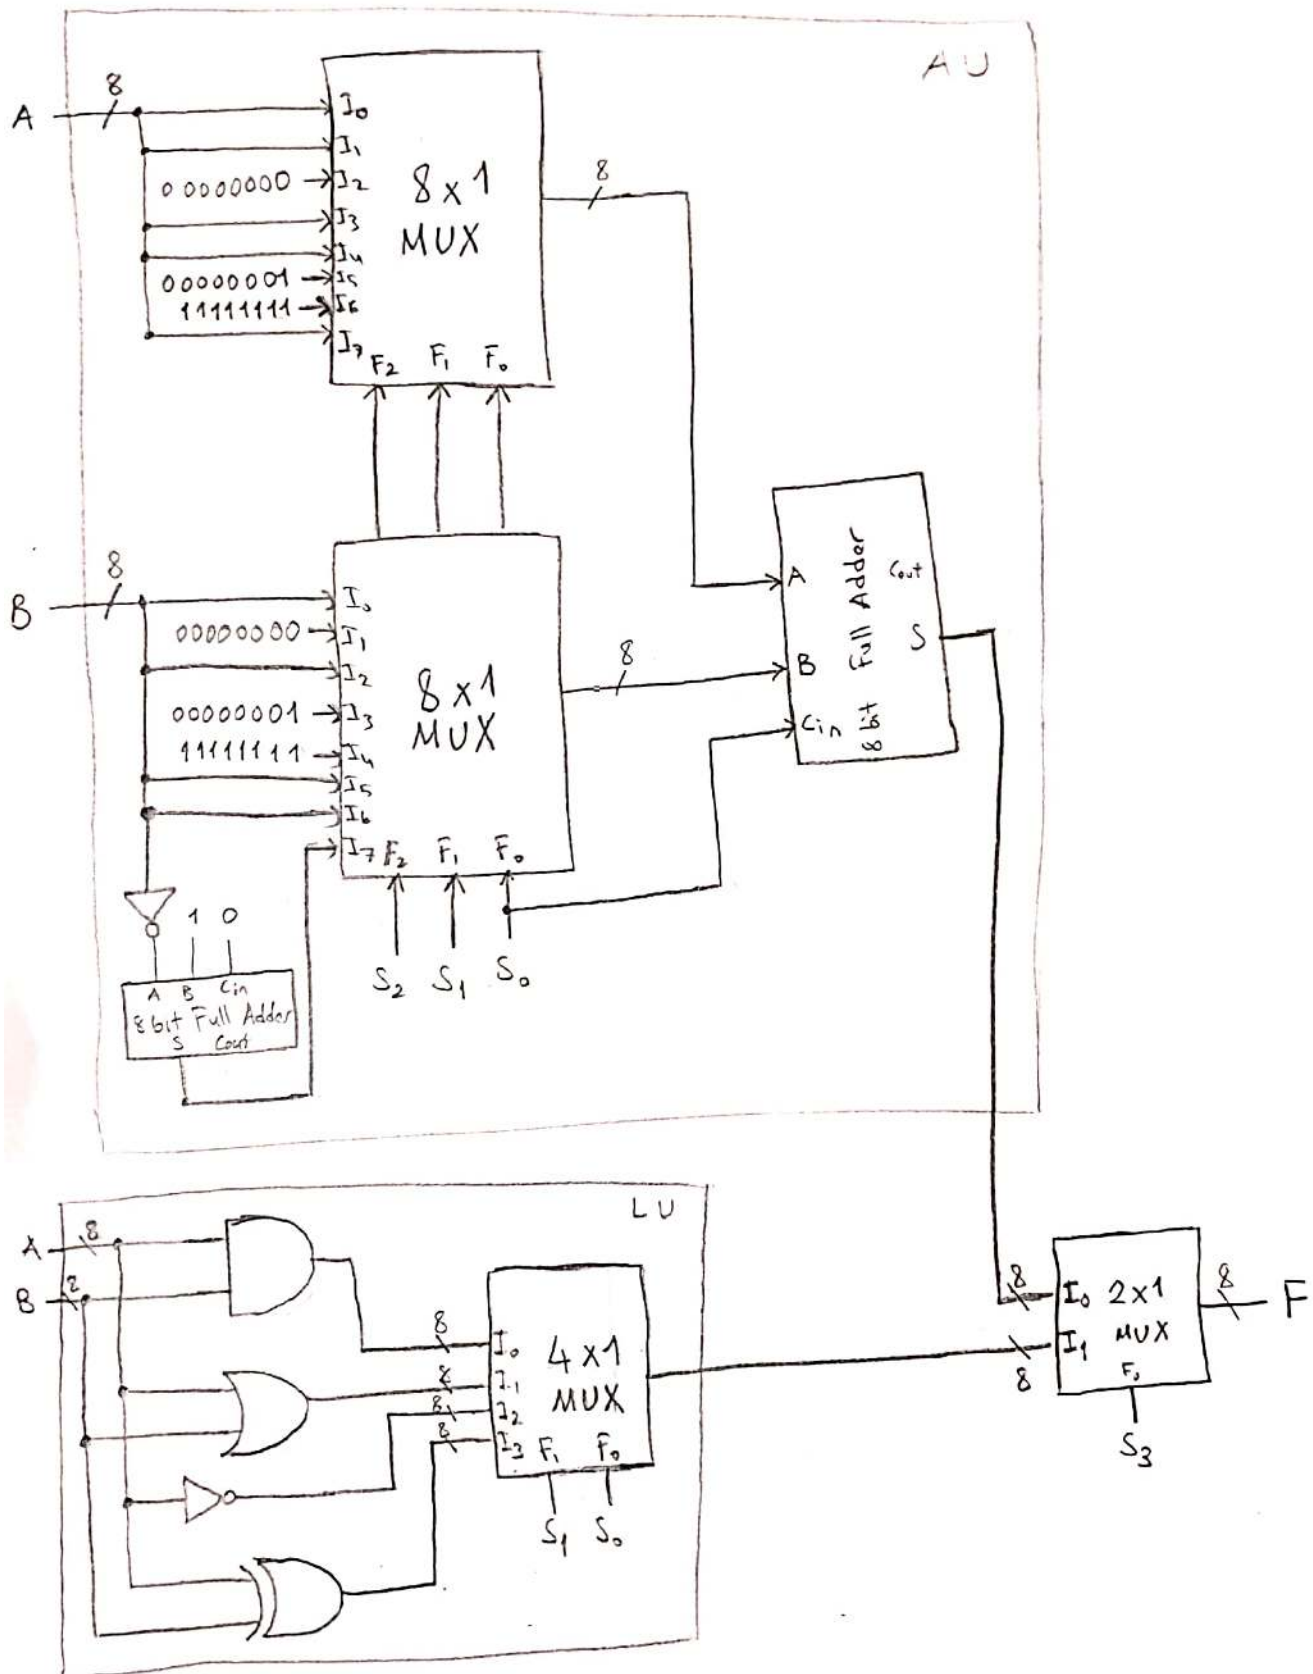 AU
8
A
I0
I1
00000000 I2
I3
I4
00000001 I5
11111111 I6
I7
8x1
MUX
F2 F1 F0
8
8
B
I0
00000000 I1
I2
00000001 I3
11111111 I4
I5
I6
I7
8x1
MUX
F2 F1 F0
S2 S1 S0
8
A
B
Cin
8 bit Full Adder
Cout
S
1 0
A B Cin
8 bit Full Adder
S Cout
LU
A 8
B
8
8
8
8
I0
I1
I2
I3
4x1
MUX
F1 F0
S1 S0
8
8
I0 2x1
I1 MUX
F0
S3
8
F